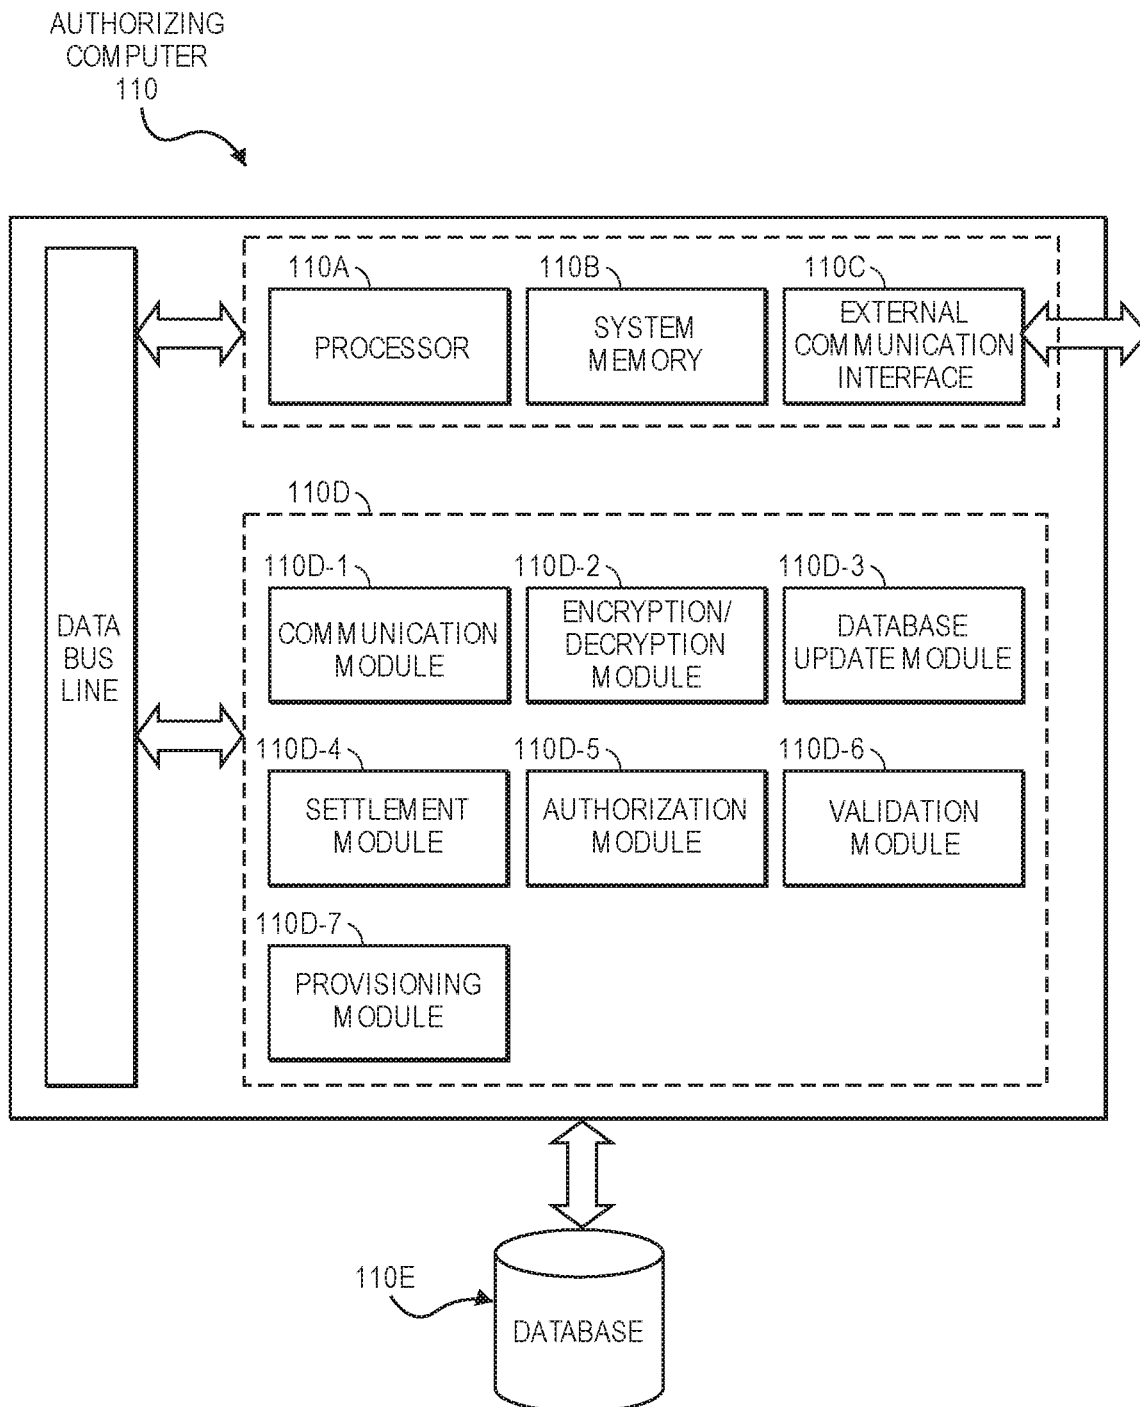 AUTHORIZING
COMPUTER
110
110A
PROCESSOR
110B
SYSTEM
MEMORY
110C
EXTERNAL
COMMUNICATION
INTERFACE
DATA
BUS
LINE
110D
110D-1
COMMUNICATION
MODULE
110D-2
ENCRYPTION/
DECRYPTION
MODULE
110D-3
DATABASE
UPDATE MODULE
110D-4
SETTLEMENT
MODULE
110D-5
AUTHORIZATION
MODULE
110D-6
VALIDATION
MODULE
110D-7
PROVISIONING
MODULE
110E
DATABASE